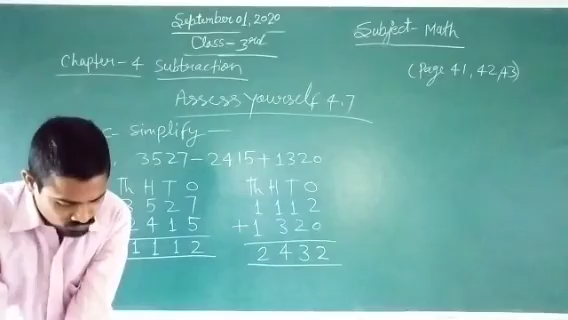 September 01, 2020
Subject- Math
Class- 3rd
Chapter-4 Subtraction
(Page 41, 42,43)
Assess yourself 4.7
c- Simplify —
3527-2415+1320
Th H T O
3 5 2 7
2 4 1 5
1 1 1 2
Th H T O
1 1 1 2
+1 3 2 0
2 4 3 2